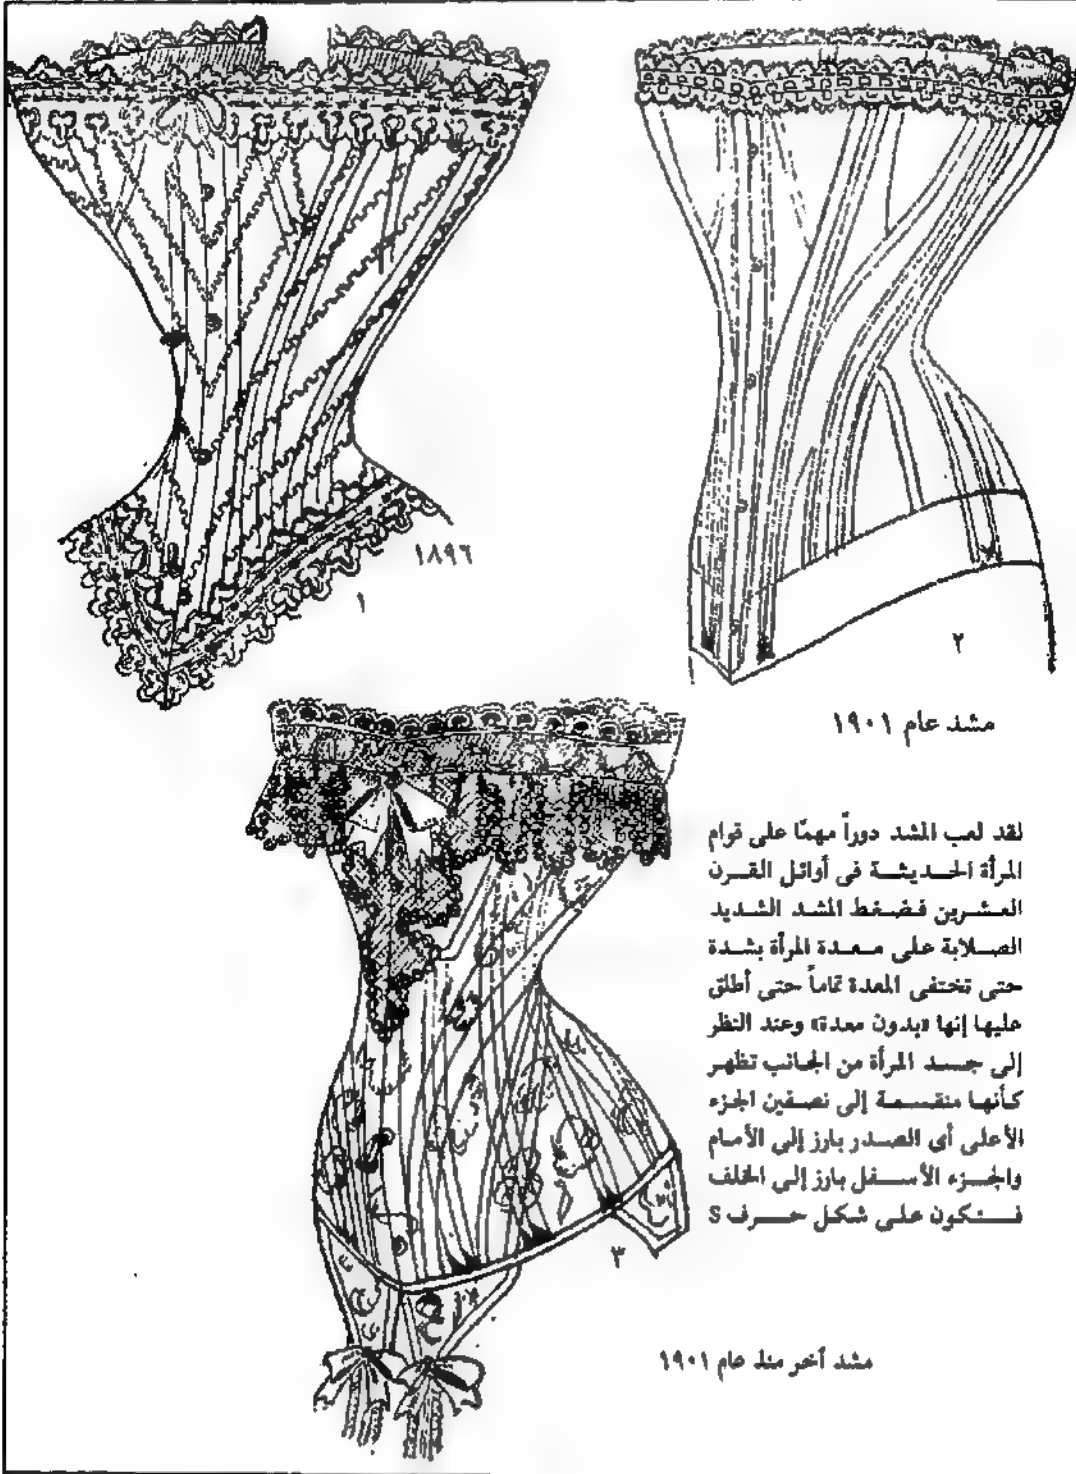 ١٨٩٦
١
٢
مشد عام ١٩٠١
لقد لعب المشد دوراً مهمًا على قوام
المرأة الحديثة فى أوائل القرن
العشرين فضغط المشد الشديد
الصلابة على معدة المرأة بشدة
حتى تختفى المعدة تماماً حتى أطلق
عليها إنها «بدون معدة» وعند النظر
إلى جسد المرأة من الجانب تظهر
كأنها منقسمة إلى نصفين الجزء
الأعلى أى الصدر بارز إلى الأمام
والجزء الأسفل بارز إلى الخلف
فتكون على شكل حرف S
٣
مشد آخر منذ عام ١٩٠١